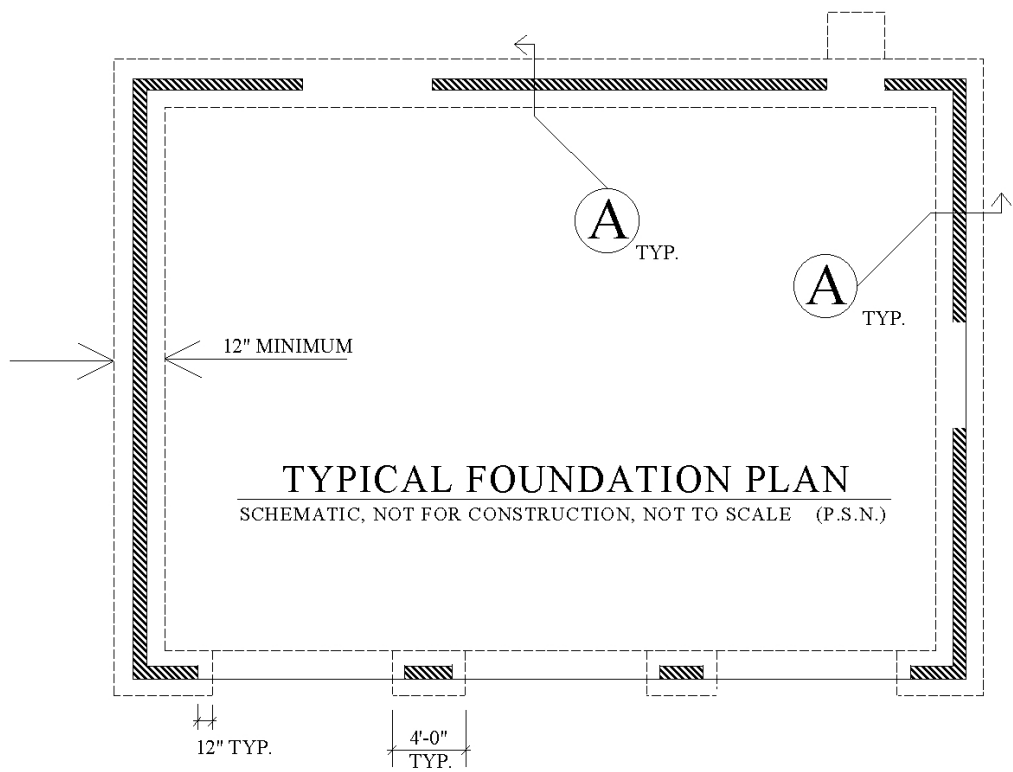 A
TYP.
A
TYP.
12" MINIMUM
TYPICAL FOUNDATION PLAN
SCHEMATIC, NOT FOR CONSTRUCTION, NOT TO SCALE (P.S.N.)
12" TYP.
4'-0"
TYP.